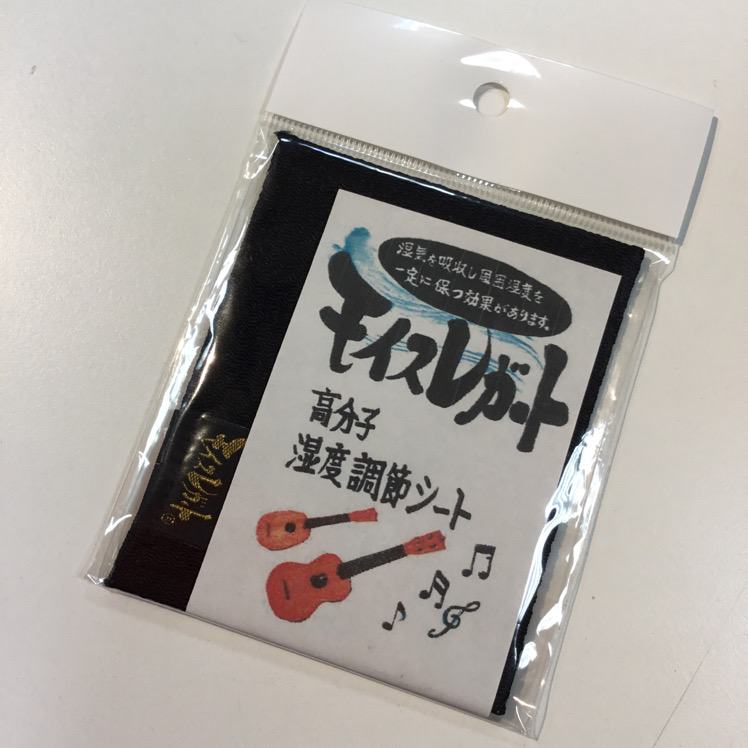 湿気を吸収し周囲湿度を
一定に保つ効果があります。
モイスレガート
高分子
湿度調節シート
モイスレガート